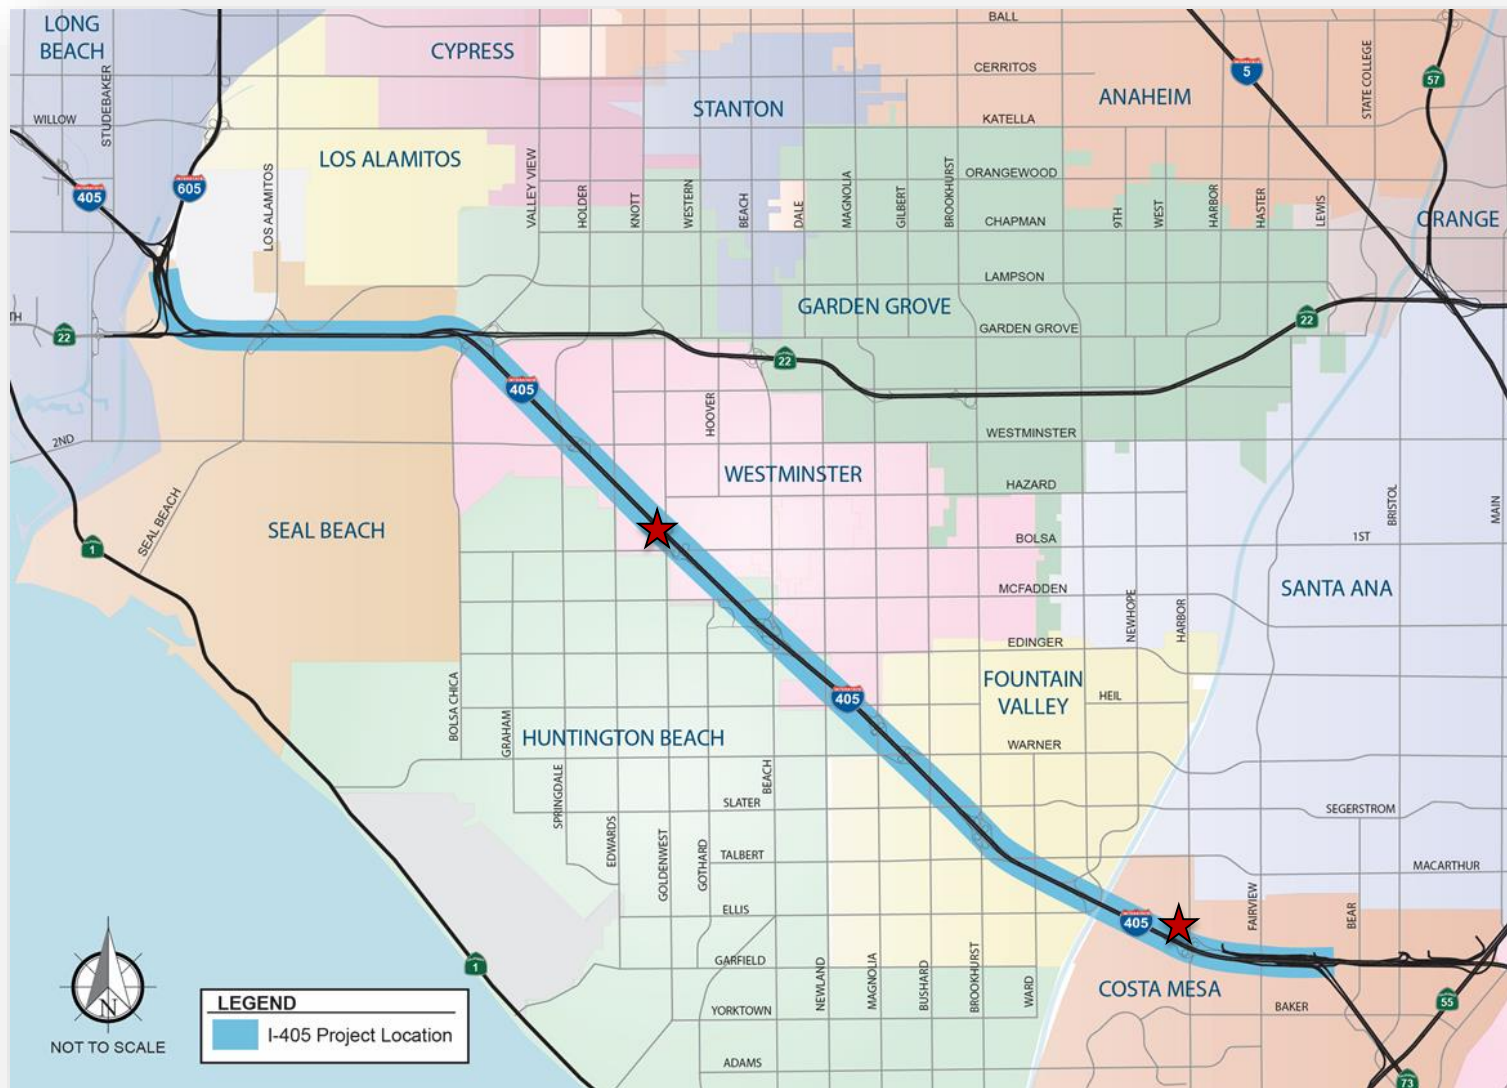 LONG
BEACH
CYPRESS
BALL
CERRITOS
STANTON
ANAHEIM
5
57
STATE COLLEGE
WILLOW
STUDEBAKER
KATELLA
LOS ALAMITOS
405
605
LOS ALAMITOS
VALLEY VIEW
HOLDER
KNOTT
WESTERN
BEACH
DALE
MAGNOLIA
GILBERT
BROOKHURST
ORANGEWOOD
CHAPMAN
9TH
WEST
HARBOR
HASTER
LEWIS
ORANGE
LAMPSON
GARDEN GROVE
GARDEN GROVE
22
TH
22
22
405
HOOVER
WESTMINSTER
2ND
WESTMINSTER
HAZARD
SEAL BEACH
SEAL BEACH
1
BOLSA
1ST
BRISTOL
MAIN
MCFADDEN
SANTA ANA
NEWHOPE
HARBOR
EDINGER
FOUNTAIN
VALLEY
HEIL
405
BOLSA CHICA
GRAHAM
HUNTINGTON BEACH
WARNER
SPRINGDALE
EDWARDS
GOLDENWEST
GOTHARD
BEACH
SLATER
SEGERSTROM
TALBERT
MACARTHUR
ELLIS
FAIRVIEW
BEAR
405
1
GARFIELD
NEWLAND
MAGNOLIA
BUSHARD
BROOKHURST
WARD
COSTA MESA
YORKTOWN
BAKER
55
ADAMS
73
N
NOT TO SCALE
LEGEND
I-405 Project Location